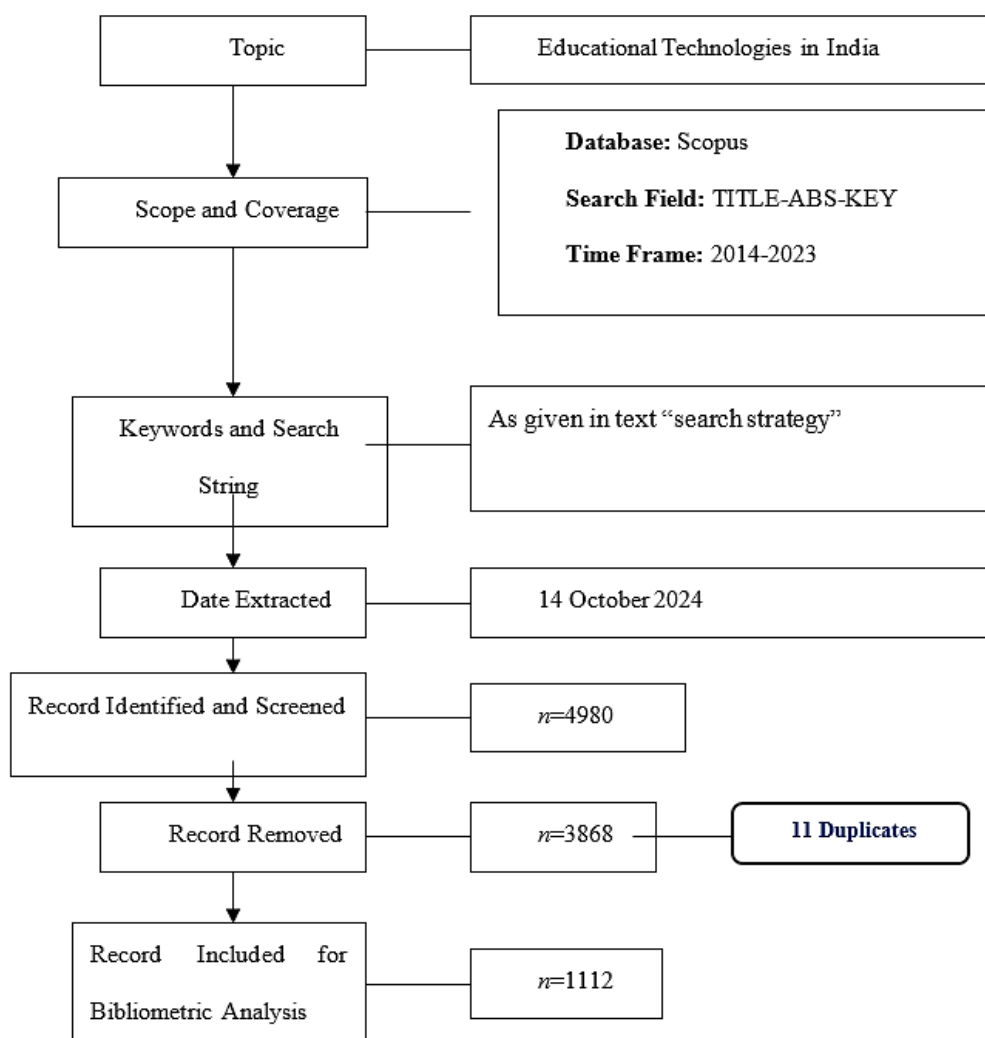 Topic
Educational Technologies in India
Scope and Coverage
Database: Scopus
Search Field: TITLE-ABS-KEY
Time Frame: 2014-2023
Keywords and Search
String
As given in text “search strategy”
Date Extracted
14 October 2024
Record Identified and Screened
n=4980
Record Removed
n=3868
11 Duplicates
Record Included for
Bibliometric Analysis
n=1112